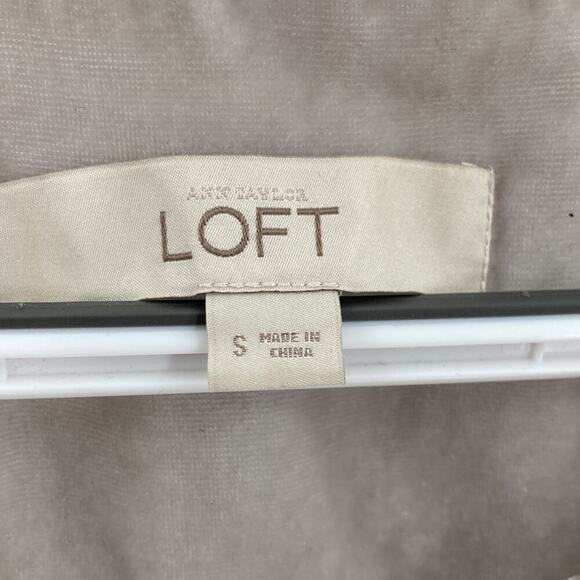 ANN TAYLOR
LOFT
S MADE IN
CHINA